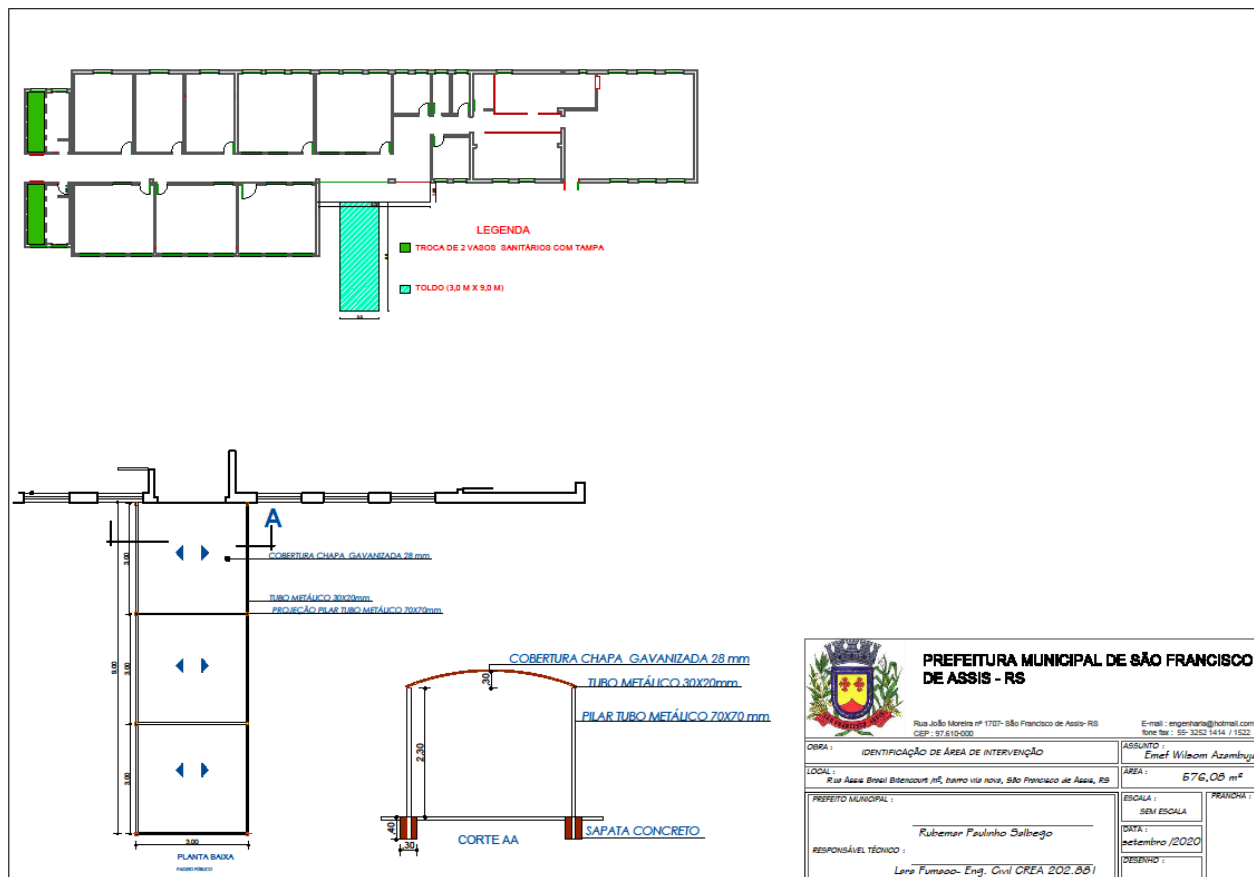 LEGENDA
TROCA DE 2 VASOS SANITÁRIOS COM TAMPA
TOLDO (3,0 M X 9,0 M)
A
COBERTURA CHAPA GAVANIZADA 28 mm
TUBO METÁLICO 30X20mm
PROJEÇÃO PILAR TUBO METÁLICO 70X70mm
3.00
3.00
3.00
9.00
3.00
PLANTA BAIXA
PASSEIO PÚBLICO
COBERTURA CHAPA GAVANIZADA 28 mm
,30
TUBO METÁLICO 30X20mm
PILAR TUBO METÁLICO 70X70 mm
2,30
,40
,30
SAPATA CONCRETO
CORTE AA
PREFEITURA MUNICIPAL DE SÃO FRANCISCO
DE ASSIS - RS
Rua João Moreira nº 1707- São Francisco de Assis- RS
CEP : 97.610-000
E-mail : engenharia@hotmail.com
fone fax : 55- 3252 1414 / 1522
OBRA : IDENTIFICAÇÃO DE ÁREA DE INTERVENÇÃO
ASSUNTO :
Emef Wilsom Azambuja
LOCAL :
Rua Assis Brasil Bitencourt /nº, bairro vila nova, São Francisco de Assis, RS
ÁREA : 576,08 m²
PREFEITO MUNICIPAL :
Rubemar Paulinho Salbego
ESCALA :
SEM ESCALA
PRANCHA :
DATA :
setembro /2020
RESPONSÁVEL TÉCNICO :
Lara Fumaco- Eng. Civil CREA 202.881
DESENHO :